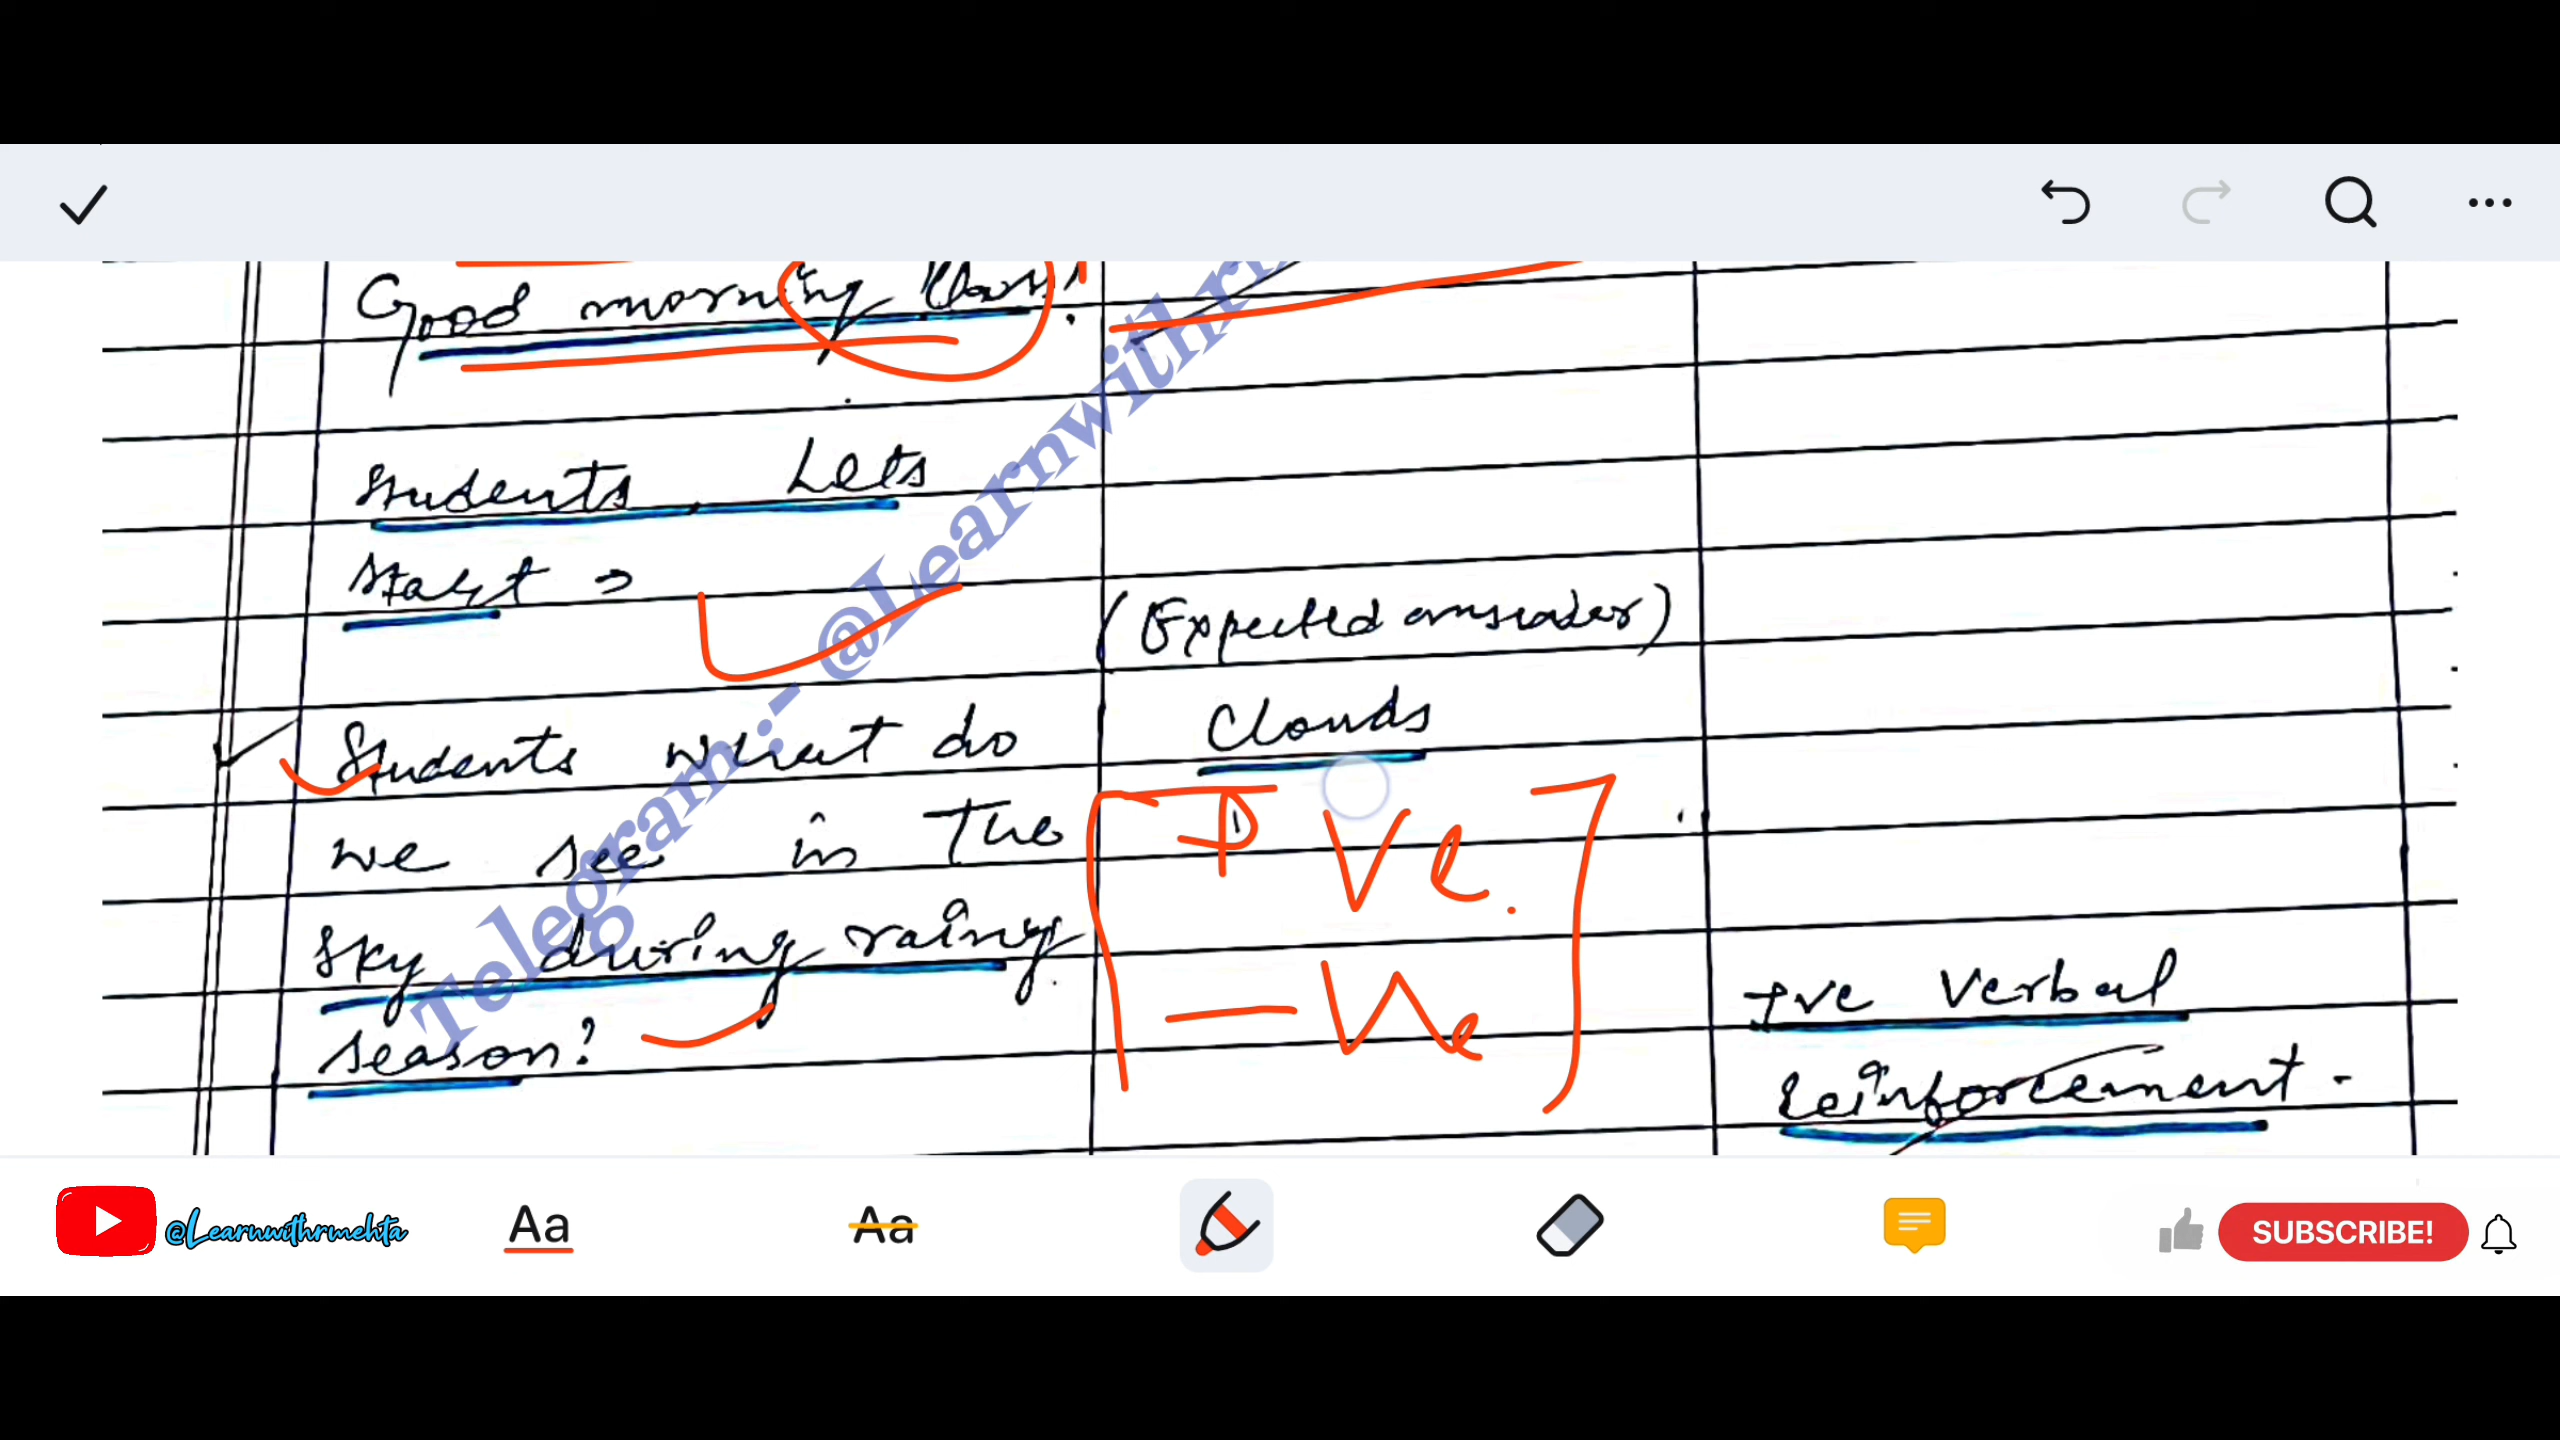 Good morning Class!
Students, Lets
Start →
(Expected answer)
Students what do
Clouds
we see in the
+ Ve.
sky during rainy
- Ve
+ve Verbal
season?
reinforcement.
Telegram:- @Learnwithr
@Learnwithrmehta
Aa
Aa
SUBSCRIBE!